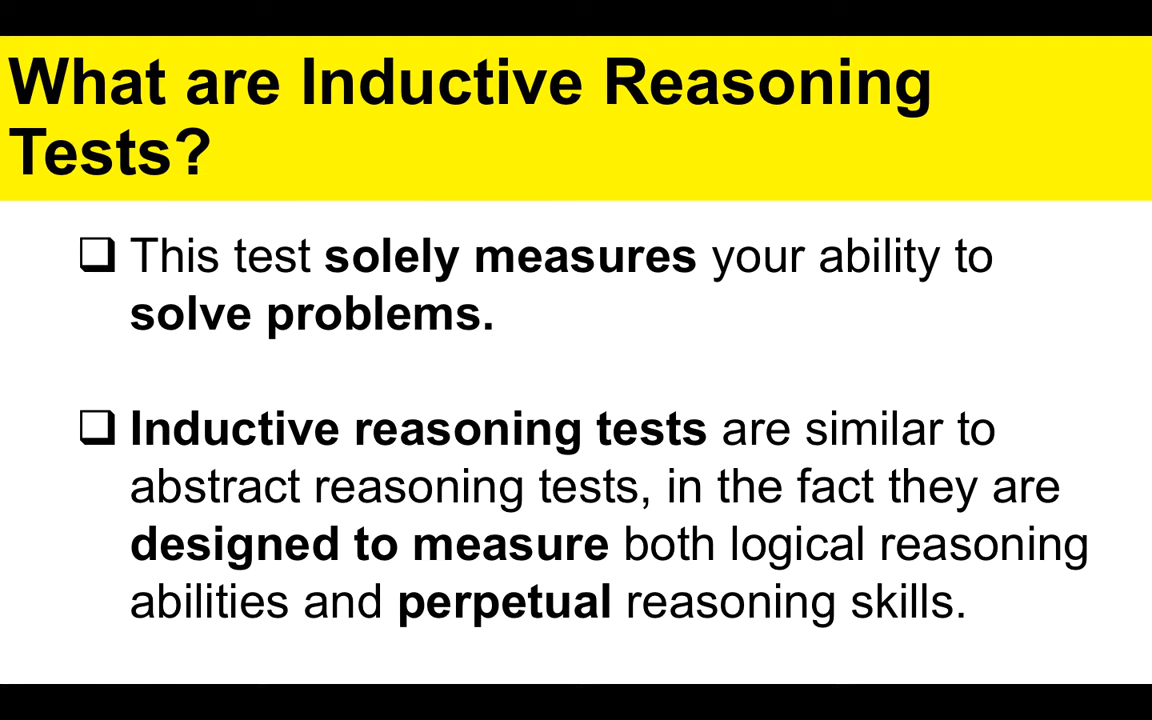 What are Inductive Reasoning
Tests?
❑ This test solely measures your ability to
solve problems.
❑ Inductive reasoning tests are similar to
abstract reasoning tests, in the fact they are
designed to measure both logical reasoning
abilities and perpetual reasoning skills.